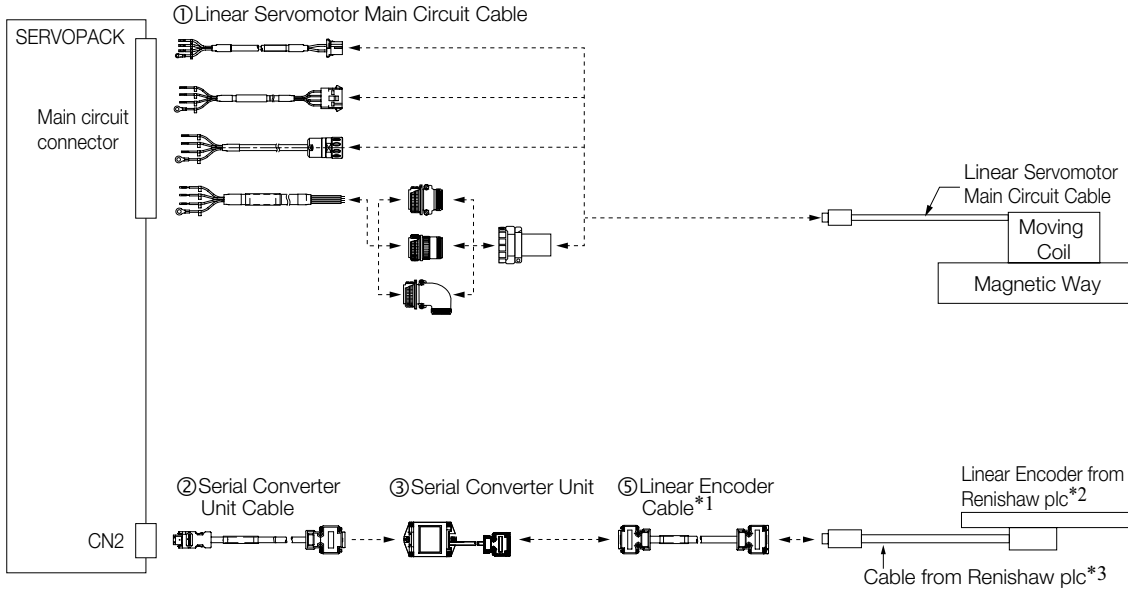 ①Linear Servomotor Main Circuit Cable
SERVOPACK
Main circuit
connector
Linear Servomotor
Main Circuit Cable
Moving
Coil
Magnetic Way
②Serial Converter
Unit Cable
③Serial Converter Unit
⑤Linear Encoder
Cable*1
Linear Encoder from
Renishaw plc*2
CN2
Cable from Renishaw plc*3